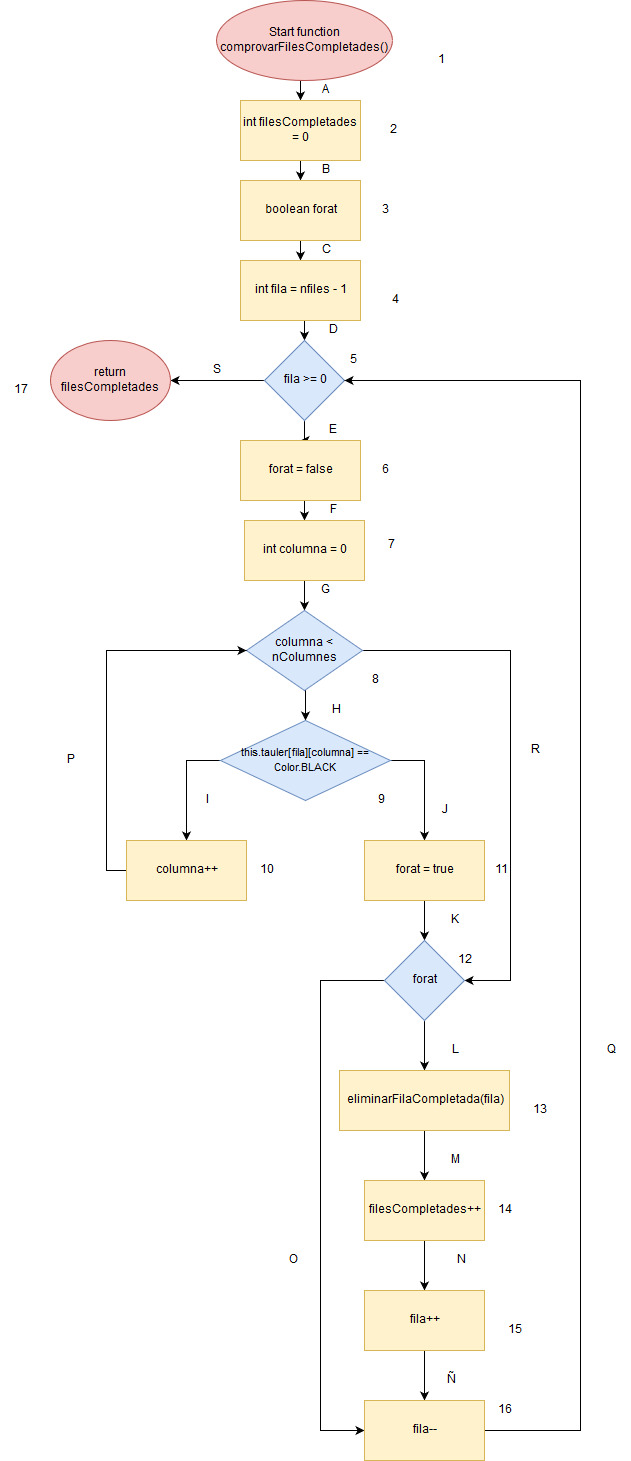 Start function
comprovarFilesCompletades()
1
A
int filesCompletades
= 0
2
B
boolean forat
3
C
int fila = nfiles - 1
4
D
5
fila >= 0
S
return
filesCompletades
17
E
forat = false
6
F
int columna = 0
7
G
columna <
nColumnes
8
H
R
P
this.tauler[fila][columna] ==
Color.BLACK
9
I
J
columna++
10
forat = true
11
K
12
forat
L
Q
eliminarFilaCompletada(fila)
13
M
filesCompletades++
14
N
O
fila++
15
Ñ
16
fila--